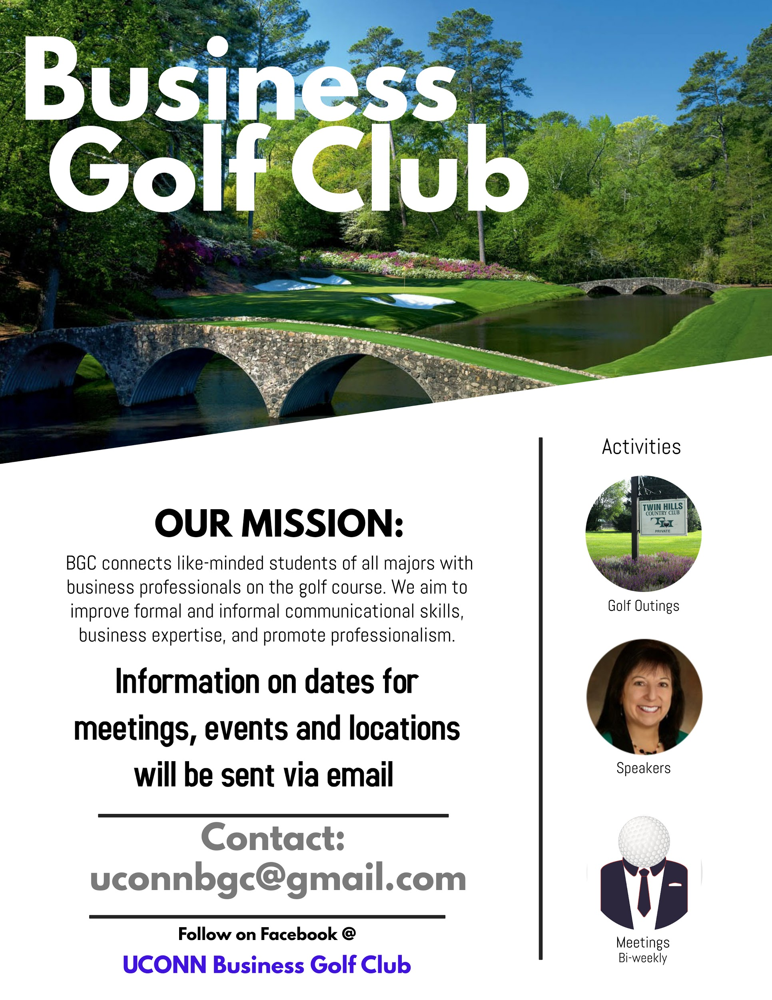 Business
Golf Club
OUR MISSION:
BGC connects like-minded students of all majors with
business professionals on the golf course. We aim to
improve formal and informal communicational skills,
business expertise, and promote professionalism.
Information on dates for
meetings, events and locations
will be sent via email
Contact:
uconnbgc@gmail.com
Follow on Facebook @
UCONN Business Golf Club
Activities
TWIN HILLS
COUNTRY CLUB
PRIVATE
Golf Outings
Speakers
Meetings
Bi-weekly